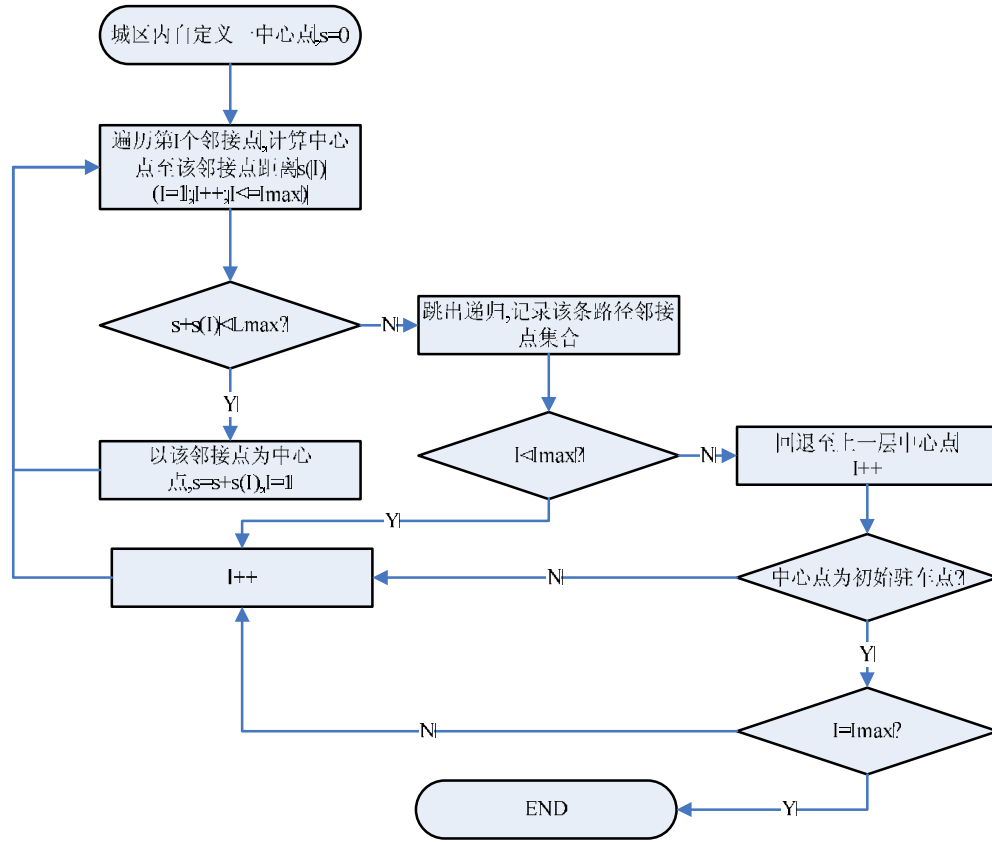 城区内自定义一中心点,s=0
遍历第I个邻接点,计算中心
点至该邻接点距离s(I)
(I=1;I++;I<=Imax)
s+s(I)<Lmax?
N
跳出递归,记录该条路径邻接
点集合
Y
I<Imax?
N
回退至上一层中心点
I++
以该邻接点为中心
点,s=s+s(I),I=1
Y
I++
N
中心点为初始驻车点?
Y
N
I=Imax?
END
Y